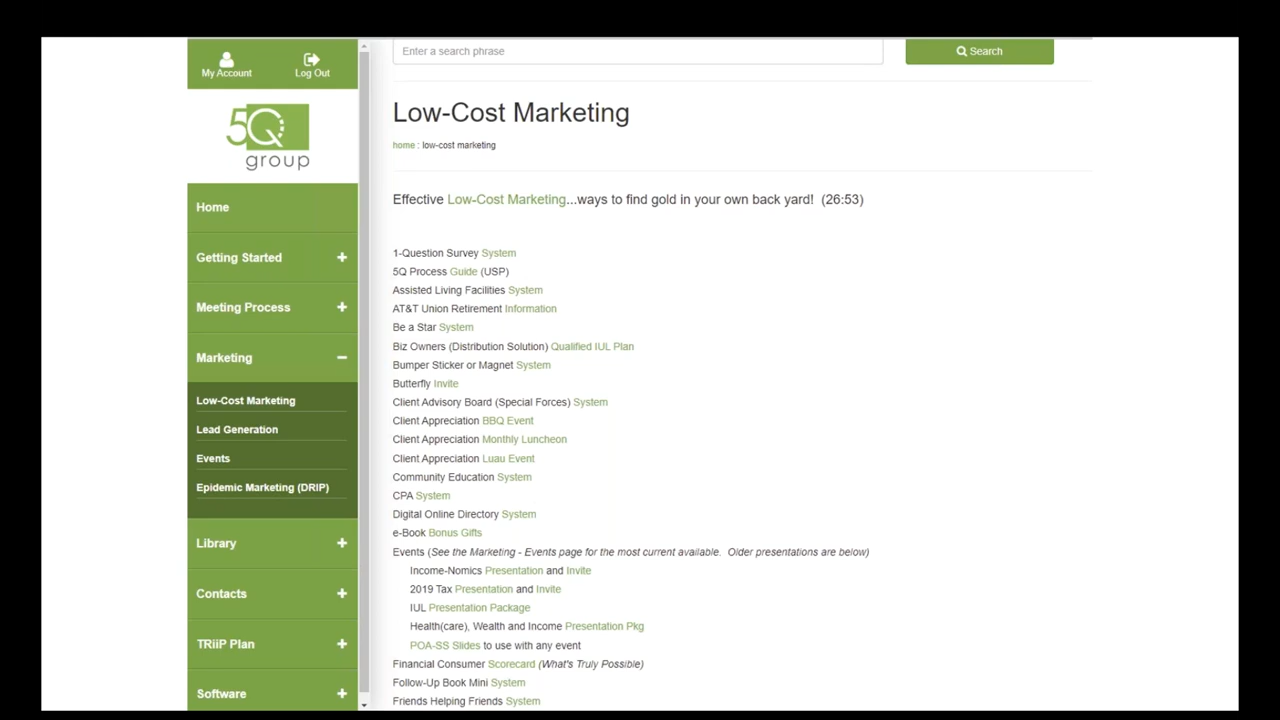 My Account
Log Out
Enter a search phrase
Search
5Q
group
Home
Getting Started
Meeting Process
Marketing
Low-Cost Marketing
Lead Generation
Events
Epidemic Marketing (DRIP)
Library
Contacts
TRiiP Plan
Software
Low-Cost Marketing
home : low-cost marketing
Effective Low-Cost Marketing...ways to find gold in your own back yard! (26:53)
1-Question Survey System
5Q Process Guide (USP)
Assisted Living Facilities System
AT&T Union Retirement Information
Be a Star System
Biz Owners (Distribution Solution) Qualified IUL Plan
Bumper Sticker or Magnet System
Butterfly Invite
Client Advisory Board (Special Forces) System
Client Appreciation BBQ Event
Client Appreciation Monthly Luncheon
Client Appreciation Luau Event
Community Education System
CPA System
Digital Online Directory System
e-Book Bonus Gifts
Events (See the Marketing - Events page for the most current available. Older presentations are below)
Income-Nomics Presentation and Invite
2019 Tax Presentation and Invite
IUL Presentation Package
Health(care), Wealth and Income Presentation Pkg
POA-SS Slides to use with any event
Financial Consumer Scorecard (What's Truly Possible)
Follow-Up Book Mini System
Friends Helping Friends System